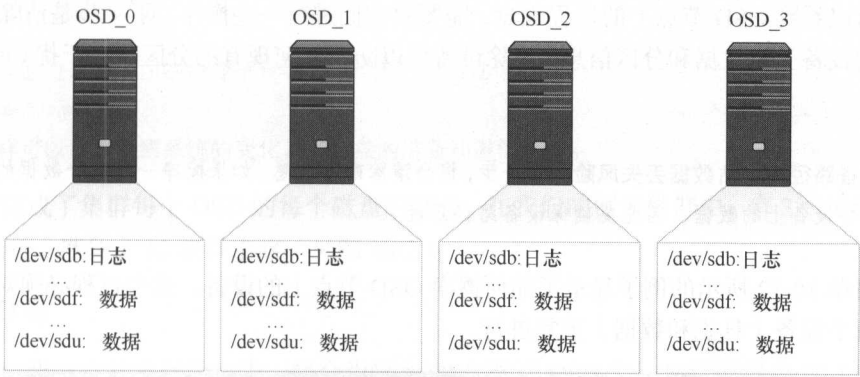 OSD_0
OSD_1
OSD_2
OSD_3
/dev/sdb:日志
/dev/sdf: 数据
…
/dev/sdu: 数据
/dev/sdb:日志
/dev/sdf: 数据
…
/dev/sdu: 数据
/dev/sdb:日志
/dev/sdf: 数据
…
/dev/sdu: 数据
/dev/sdb:日志
/dev/sdf: 数据
…
/dev/sdu: 数据